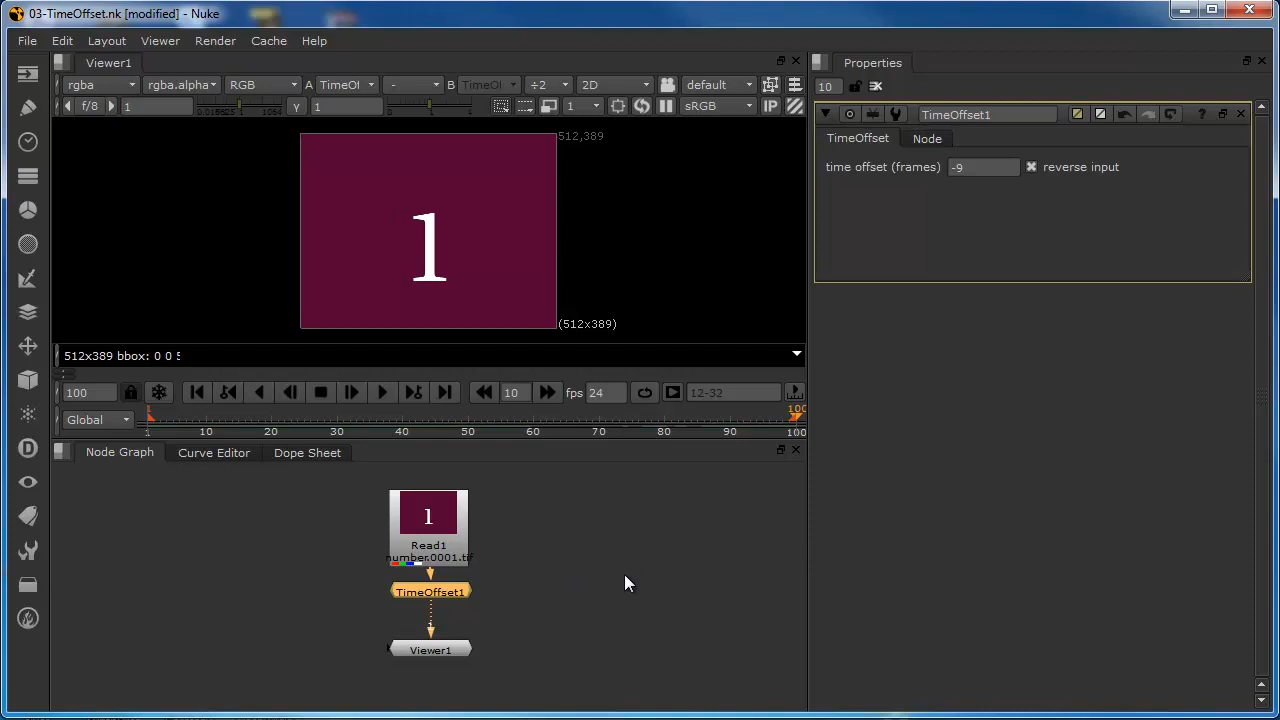 03-TimeOffset.nk [modified] - Nuke
File Edit Layout Viewer Render Cache Help
Viewer1
rgba rgba.alpha RGB A TimeOf - B TimeOf ÷2 2D default
f/8 1 γ 1 1 sRGB IP
512,389
1
(512x389)
512x389 bbox: 0 0 5
100 10 fps 24 12-32
Global 1 100
1 10 20 30 40 50 60 70 80 90 100
Node Graph Curve Editor Dope Sheet
1
Read1
number.0001.tif
TimeOffset1
Viewer1
Properties
10
TimeOffset1
TimeOffset Node
time offset (frames) -9 reverse input